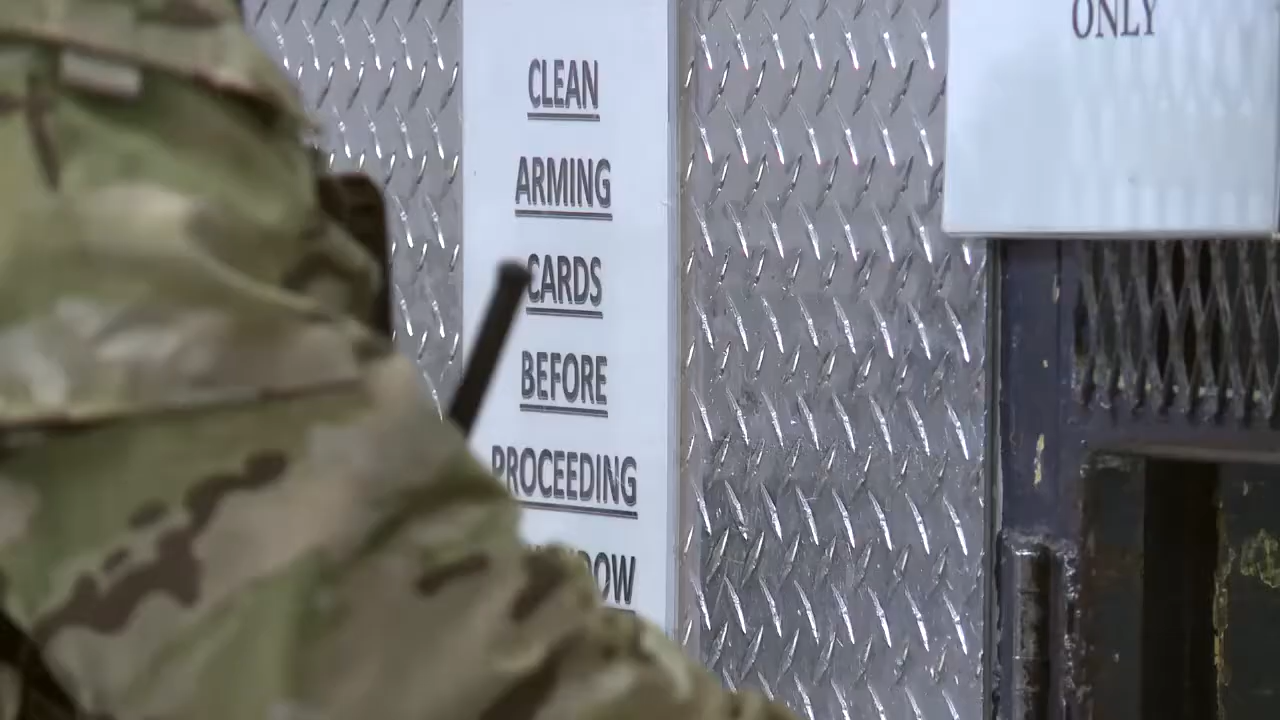 CLEAN
ARMING
CARDS
BEFORE
PROCEEDING
ONLY